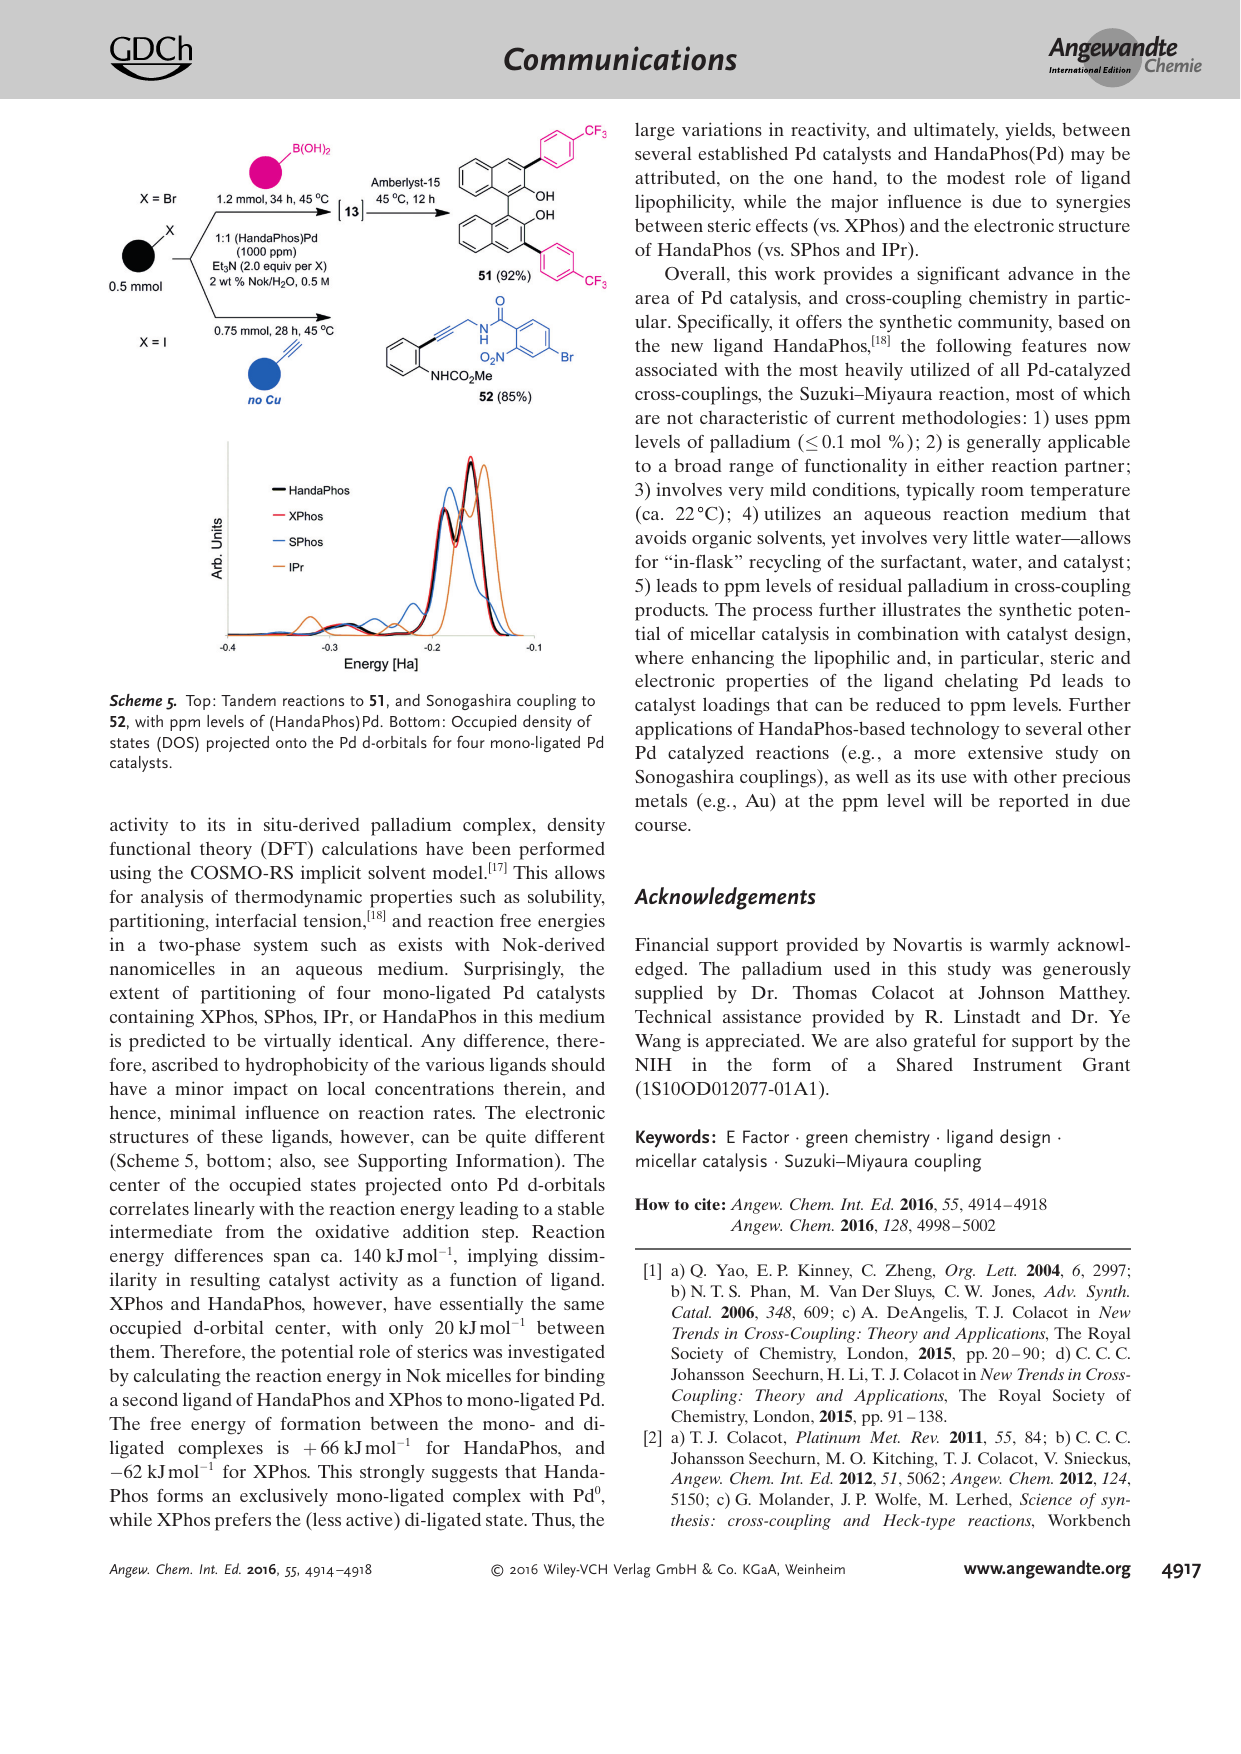 GDCh
Communications
Angewandte
International Edition
Chemie
B(OH)2
X = Br
1.2 mmol, 34 h, 45 ºC
[ 13 ]
Amberlyst-15
45 ºC, 12 h
CF3
OH
OH
CF3
51 (92%)
X
0.5 mmol
1:1 (HandaPhos)Pd
(1000 ppm)
Et3N (2.0 equiv per X)
2 wt % Nok/H2O, 0.5 M
X = I
0.75 mmol, 28 h, 45 ºC
no Cu
O
N
H
O2N
Br
NHCO2Me
52 (85%)
Arb. Units
HandaPhos
XPhos
SPhos
IPr
-0.4
-0.3
-0.2
-0.1
Energy [Ha]
Scheme 5. Top: Tandem reactions to 51, and Sonogashira coupling to
52, with ppm levels of (HandaPhos)Pd. Bottom: Occupied density of
states (DOS) projected onto the Pd d-orbitals for four mono-ligated Pd
catalysts.
activity to its in situ-derived palladium complex, density
functional theory (DFT) calculations have been performed
using the COSMO-RS implicit solvent model.[17] This allows
for analysis of thermodynamic properties such as solubility,
partitioning, interfacial tension,[18] and reaction free energies
in a two-phase system such as exists with Nok-derived
nanomicelles in an aqueous medium. Surprisingly, the
extent of partitioning of four mono-ligated Pd catalysts
containing XPhos, SPhos, IPr, or HandaPhos in this medium
is predicted to be virtually identical. Any difference, there-
fore, ascribed to hydrophobicity of the various ligands should
have a minor impact on local concentrations therein, and
hence, minimal influence on reaction rates. The electronic
structures of these ligands, however, can be quite different
(Scheme 5, bottom; also, see Supporting Information). The
center of the occupied states projected onto Pd d-orbitals
correlates linearly with the reaction energy leading to a stable
intermediate from the oxidative addition step. Reaction
energy differences span ca. 140 kJ mol−1, implying dissim-
ilarity in resulting catalyst activity as a function of ligand.
XPhos and HandaPhos, however, have essentially the same
occupied d-orbital center, with only 20 kJ mol−1 between
them. Therefore, the potential role of sterics was investigated
by calculating the reaction energy in Nok micelles for binding
a second ligand of HandaPhos and XPhos to mono-ligated Pd.
The free energy of formation between the mono- and di-
ligated complexes is +66 kJ mol−1 for HandaPhos, and
−62 kJ mol−1 for XPhos. This strongly suggests that Handa-
Phos forms an exclusively mono-ligated complex with Pd0,
while XPhos prefers the (less active) di-ligated state. Thus, the
large variations in reactivity, and ultimately, yields, between
several established Pd catalysts and HandaPhos(Pd) may be
attributed, on the one hand, to the modest role of ligand
lipophilicity, while the major influence is due to synergies
between steric effects (vs. XPhos) and the electronic structure
of HandaPhos (vs. SPhos and IPr).
Overall, this work provides a significant advance in the
area of Pd catalysis, and cross-coupling chemistry in partic-
ular. Specifically, it offers the synthetic community, based on
the new ligand HandaPhos,[18] the following features now
associated with the most heavily utilized of all Pd-catalyzed
cross-couplings, the Suzuki–Miyaura reaction, most of which
are not characteristic of current methodologies: 1) uses ppm
levels of palladium (≤0.1 mol %); 2) is generally applicable
to a broad range of functionality in either reaction partner;
3) involves very mild conditions, typically room temperature
(ca. 22 °C); 4) utilizes an aqueous reaction medium that
avoids organic solvents, yet involves very little water—allows
for “in-flask” recycling of the surfactant, water, and catalyst;
5) leads to ppm levels of residual palladium in cross-coupling
products. The process further illustrates the synthetic poten-
tial of micellar catalysis in combination with catalyst design,
where enhancing the lipophilic and, in particular, steric and
electronic properties of the ligand chelating Pd leads to
catalyst loadings that can be reduced to ppm levels. Further
applications of HandaPhos-based technology to several other
Pd catalyzed reactions (e.g., a more extensive study on
Sonogashira couplings), as well as its use with other precious
metals (e.g., Au) at the ppm level will be reported in due
course.
Acknowledgements
Financial support provided by Novartis is warmly acknowl-
edged. The palladium used in this study was generously
supplied by Dr. Thomas Colacot at Johnson Matthey.
Technical assistance provided by R. Linstadt and Dr. Ye
Wang is appreciated. We are also grateful for support by the
NIH in the form of a Shared Instrument Grant
(1S10OD012077-01A1).
Keywords: E Factor · green chemistry · ligand design ·
micellar catalysis · Suzuki–Miyaura coupling
How to cite: Angew. Chem. Int. Ed. 2016, 55, 4914–4918
Angew. Chem. 2016, 128, 4998–5002
[1] a) Q. Yao, E. P. Kinney, C. Zheng, Org. Lett. 2004, 6, 2997;
b) N. T. S. Phan, M. Van Der Sluys, C. W. Jones, Adv. Synth.
Catal. 2006, 348, 609; c) A. DeAngelis, T. J. Colacot in New
Trends in Cross-Coupling: Theory and Applications, The Royal
Society of Chemistry, London, 2015, pp. 20–90; d) C. C. C.
Johansson Seechurn, H. Li, T. J. Colacot in New Trends in Cross-
Coupling: Theory and Applications, The Royal Society of
Chemistry, London, 2015, pp. 91–138.
[2] a) T. J. Colacot, Platinum Met. Rev. 2011, 55, 84; b) C. C. C.
Johansson Seechurn, M. O. Kitching, T. J. Colacot, V. Snieckus,
Angew. Chem. Int. Ed. 2012, 51, 5062; Angew. Chem. 2012, 124,
5150; c) G. Molander, J. P. Wolfe, M. Lerhed, Science of syn-
thesis: cross-coupling and Heck-type reactions, Workbench
Angew. Chem. Int. Ed. 2016, 55, 4914–4918
© 2016 Wiley-VCH Verlag GmbH & Co. KGaA, Weinheim
www.angewandte.org
4917